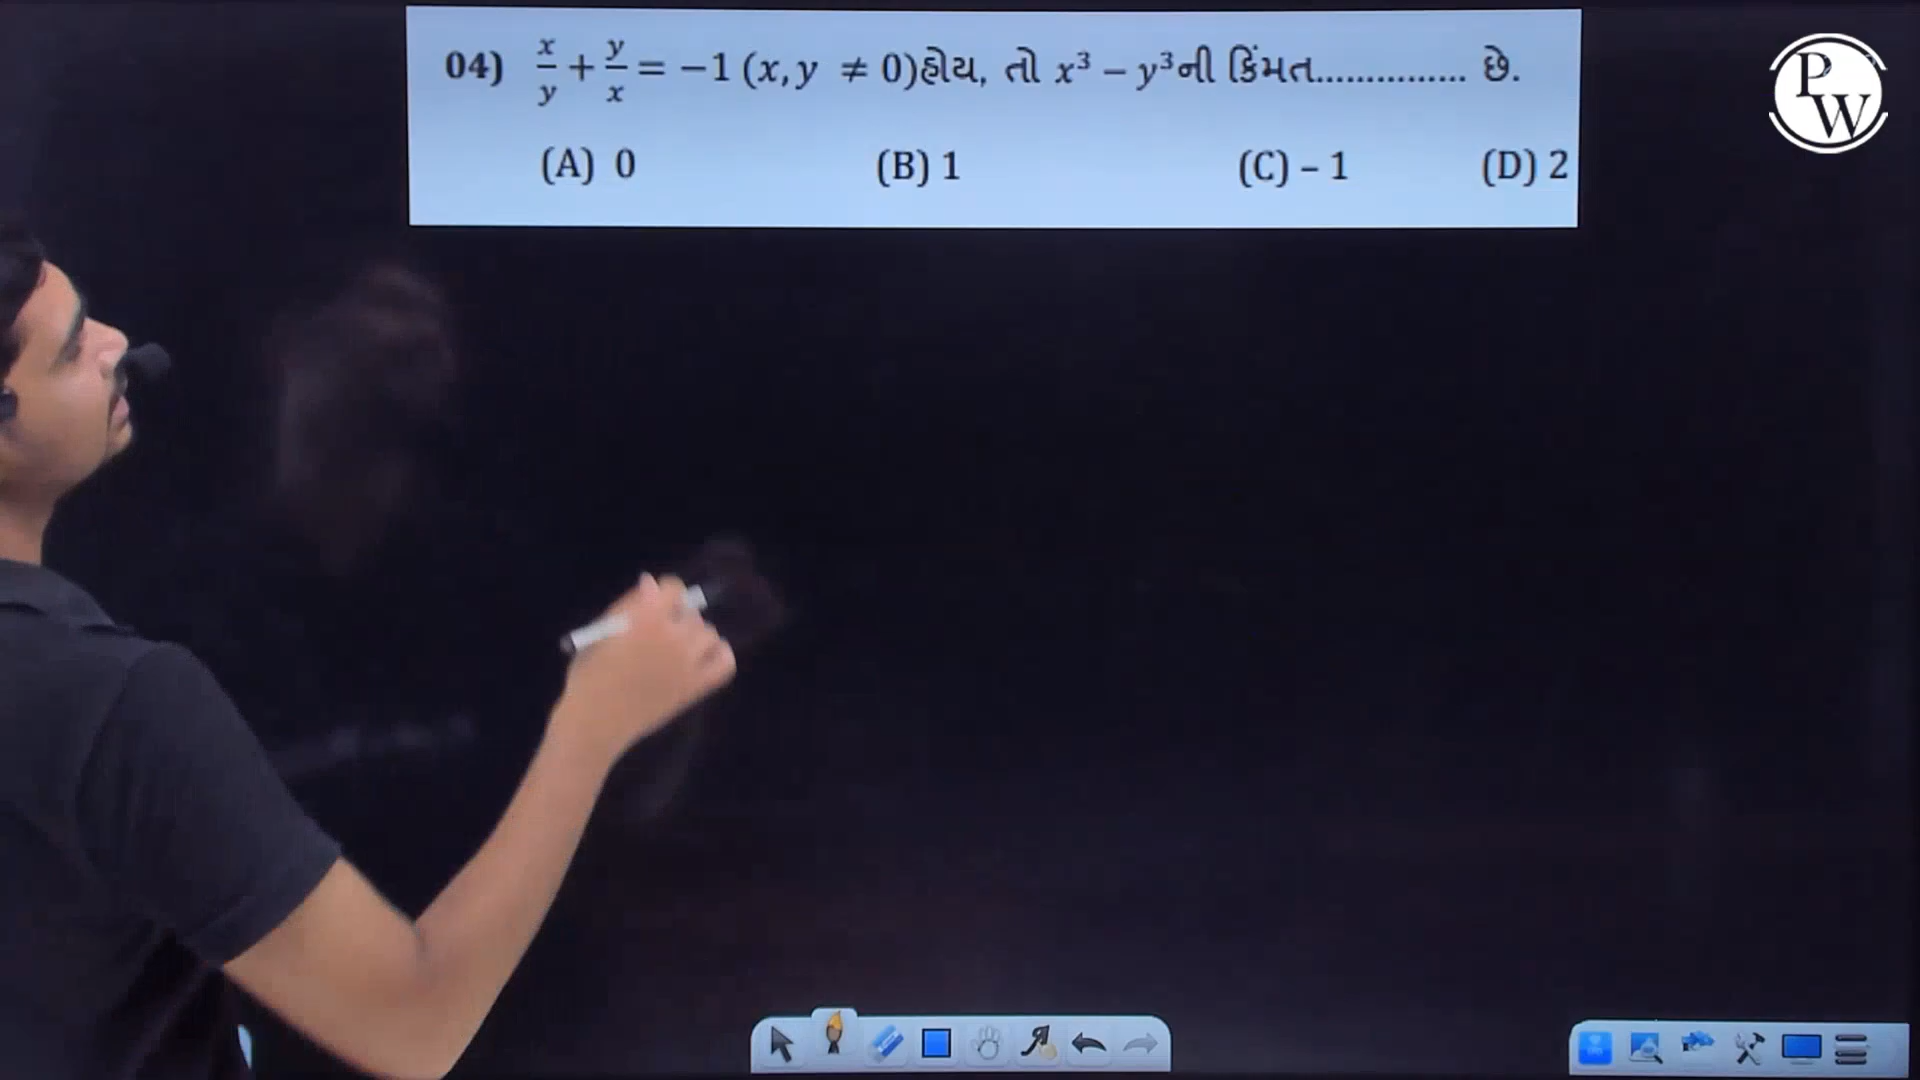 04) x/y + y/x = −1 (x, y ≠ 0)હોય, તો x³ – y³ની કિંમત............... છે.
(A) 0 (B) 1 (C) – 1 (D) 2
PW